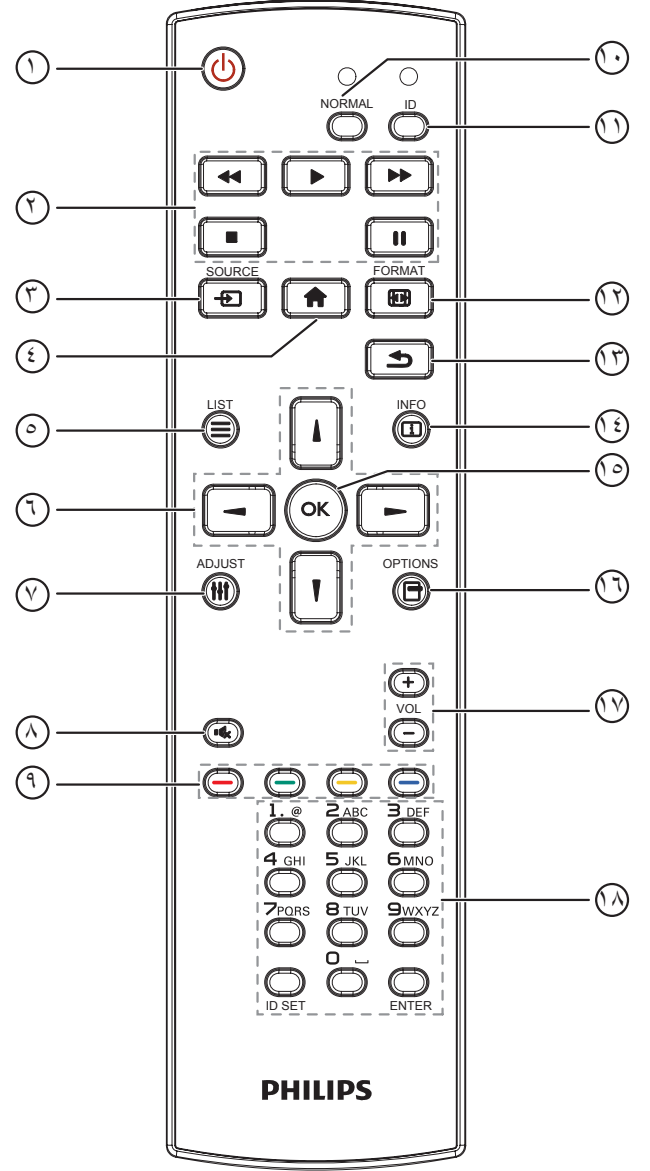 ١
١٠
NORMAL ID
١١
٢
SOURCE FORMAT
٣
١٢
٤
١٣
LIST INFO
٥
١٤
١٥
OK
٦
ADJUST OPTIONS
٧
١٦
VOL
١٧
٨
٩
1. @ 2 ABC 3 DEF
4 GHI 5 JKL 6 MNO
١٨
7 PQRS 8 TUV 9 WXYZ
0 ⎵
ID SET ENTER
PHILIPS